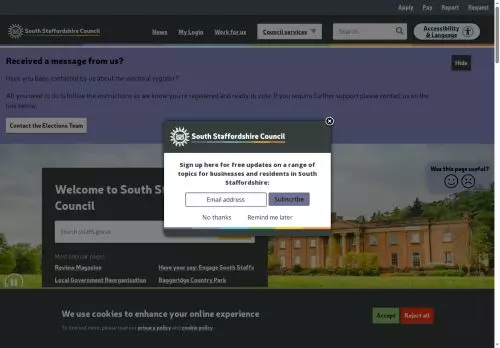 Apply Pay Report Request
South Staffordshire Council
News My Login Work for us Council services Search Accessibility & Language
Received a message from us?
Hide
Have you been contacted by us about the electoral register?
All you need to do is follow the instructions so we know you're registered and ready to vote. If you require further support please contact us on the
link below.
Contact the Elections Team
South Staffordshire Council
Sign up here for free updates on a range of
topics for businesses and residents in South
Staffordshire:
Email address Subscribe
No thanks Remind me later
Was this page useful?
Welcome to South St
Council
Most popular pages
Review Magazine Have your say: Engage South Staffs
Local Government Reorganisation Baggeridge Country Park
We use cookies to enhance your online experience
Accept Reject all
To find out more, please read our privacy policy and cookie policy.